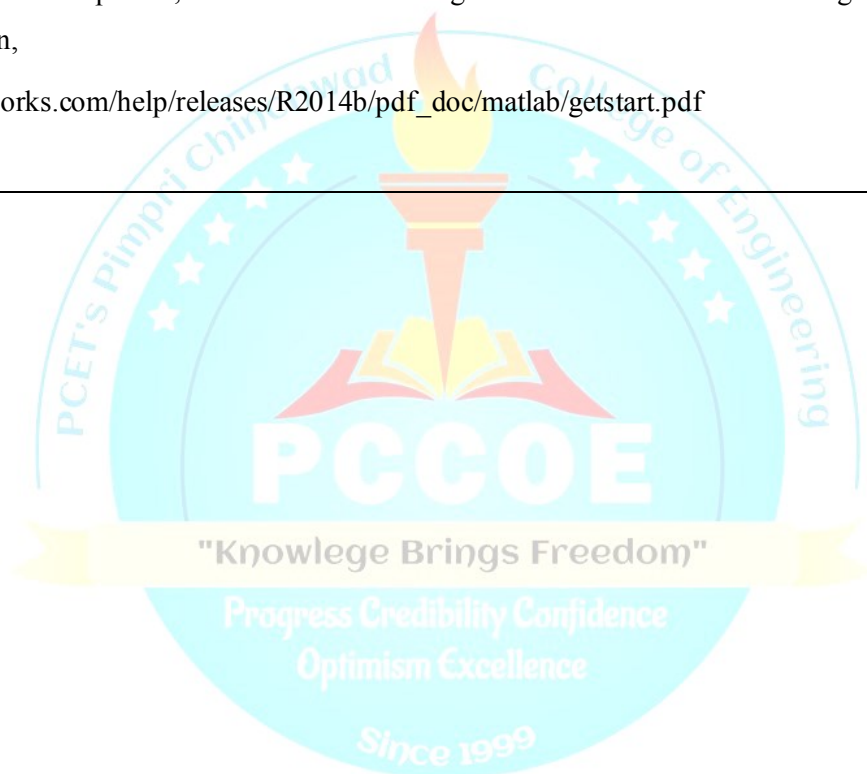 n,
orks.com/help/releases/R2014b/pdf_doc/matlab/getstart.pdf
PCET's Pimpri Chinchwad College of Engineering
PCCOE
"Knowlege Brings Freedom"
Progress Credibility Confidence
Optimism Excellence
Since 1999